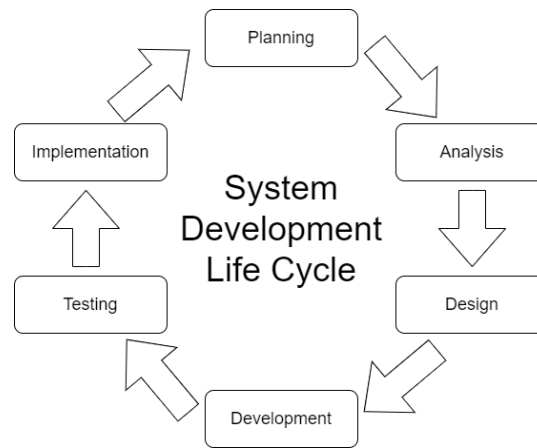 Planning
Implementation
Analysis
System
Development
Life Cycle
Testing
Design
Development